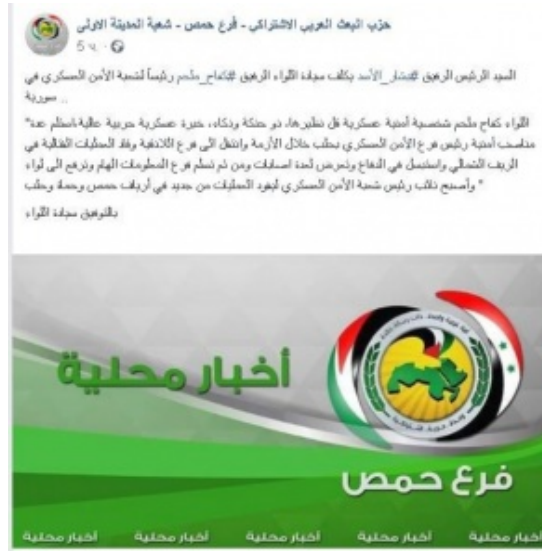 حزب البعث العربي الاشتراكي - فرع حمص - شعبة المدينة الاولى
5 ч. ·
السيد الرئيس الرفيق #بشار_الأسد يكلف سيادة اللواء الرفيق #كفاح_ملحم رئيساً لشعبة الأمن العسكري في
سورية ..
"اللواء كفاح ملحم شخصية أمنية عسكرية قل نظيرها، ذو حنكة وذكاء، خبرة عسكرية حربية عالية،استلم عدة
مناصب أمنية رئيس فرع الأمن العسكري بحلب خلال الأزمة وانتقل الى فرع اللاذقية وقاد العمليات القتالية في
الريف الشمالي واستبسل في الدفاع وتعرض لعدة اصابات ومن ثم تسلم فرع المعلومات الهام وترفع الى لواء
وأصبح نائب رئيس شعبة الأمن العسكري ليقود العمليات من جديد في أرياف حمص وحماة وحلب "
بالتوفيق سيادة اللواء
أخبار محلية
فرع حمص
أخبار محلية أخبار محلية أخبار محلية أخبار محلية أخبار محلية